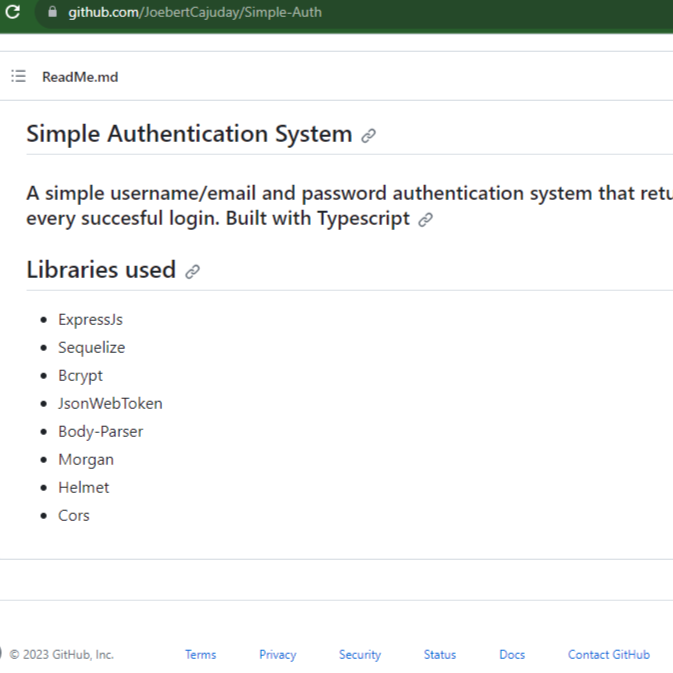 github.com/JoebertCajuday/Simple-Auth
ReadMe.md
Simple Authentication System
A simple username/email and password authentication system that retu
every succesful login. Built with Typescript
Libraries used
ExpressJs
Sequelize
Bcrypt
JsonWebToken
Body-Parser
Morgan
Helmet
Cors
© 2023 GitHub, Inc. Terms Privacy Security Status Docs Contact GitHub